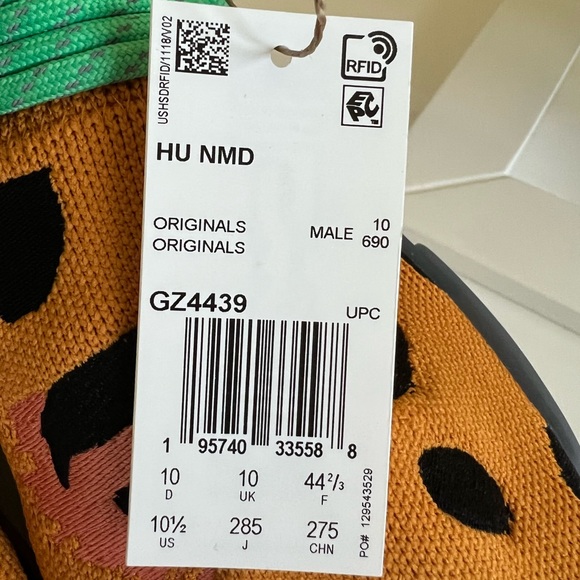 USHSDRFID/1118/V02
RFID
EPC
HU NMD
ORIGINALS
ORIGINALS
MALE 10
690
GZ4439
UPC
1 95740 33558 8
10 10 44 2/3
D UK F
10½ 285 275
US J CHN
PO# 129543529